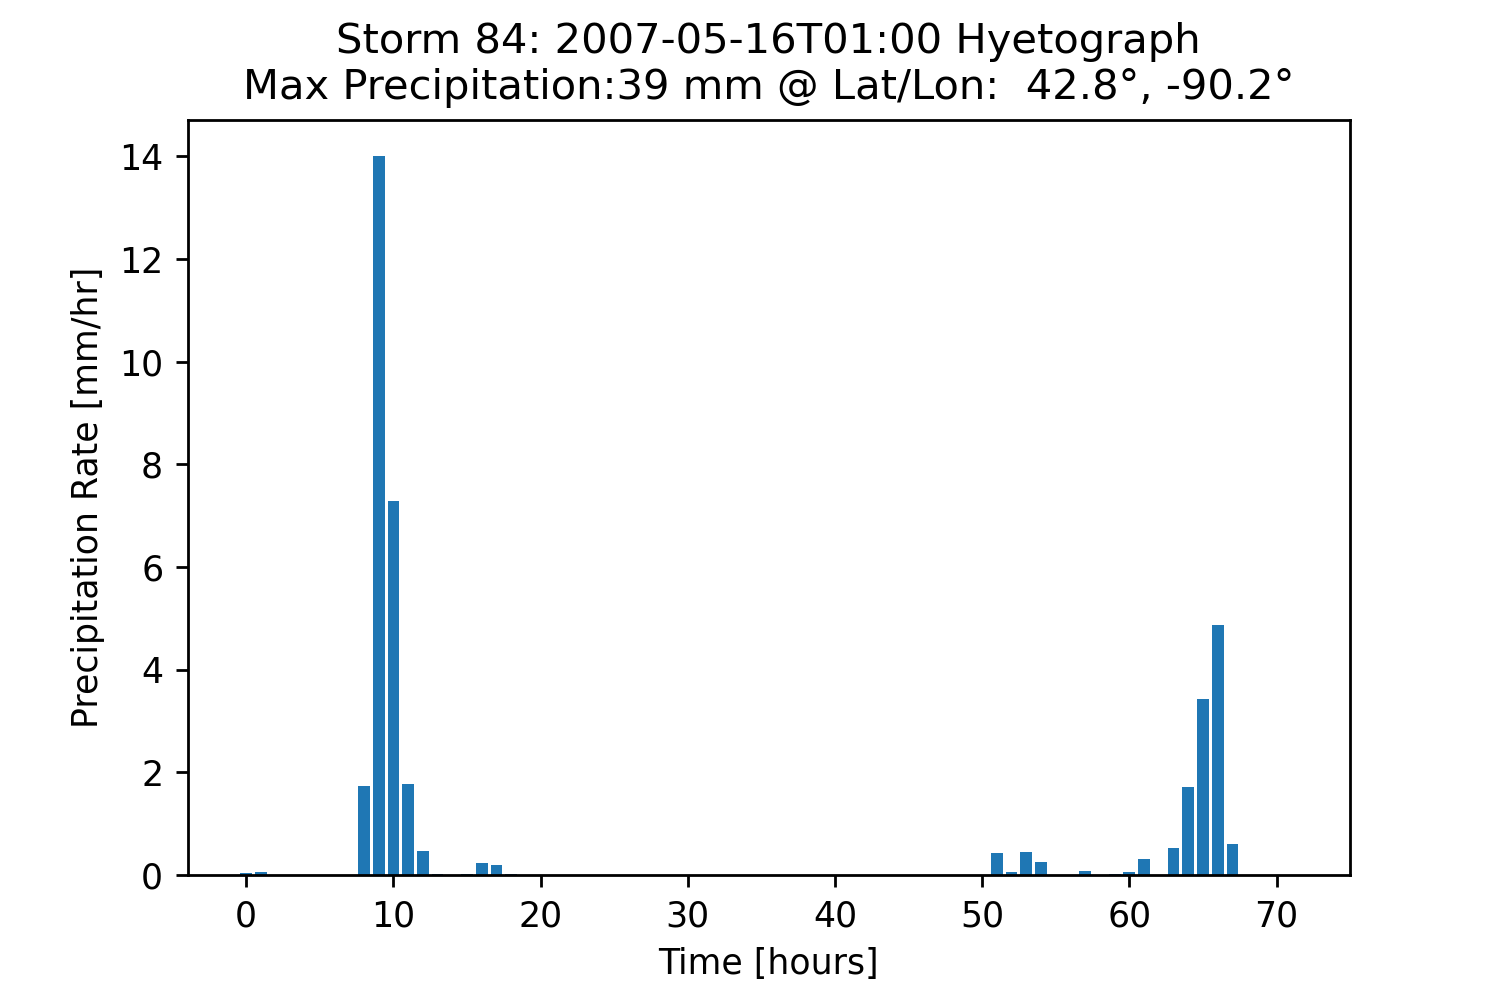 Storm 84: 2007-05-16T01:00 Hyetograph
Max Precipitation:39 mm @ Lat/Lon:  42.8°, -90.2°
Precipitation Rate [mm/hr]
14
12
10
8
6
4
2
0
0 10 20 30 40 50 60 70
Time [hours]